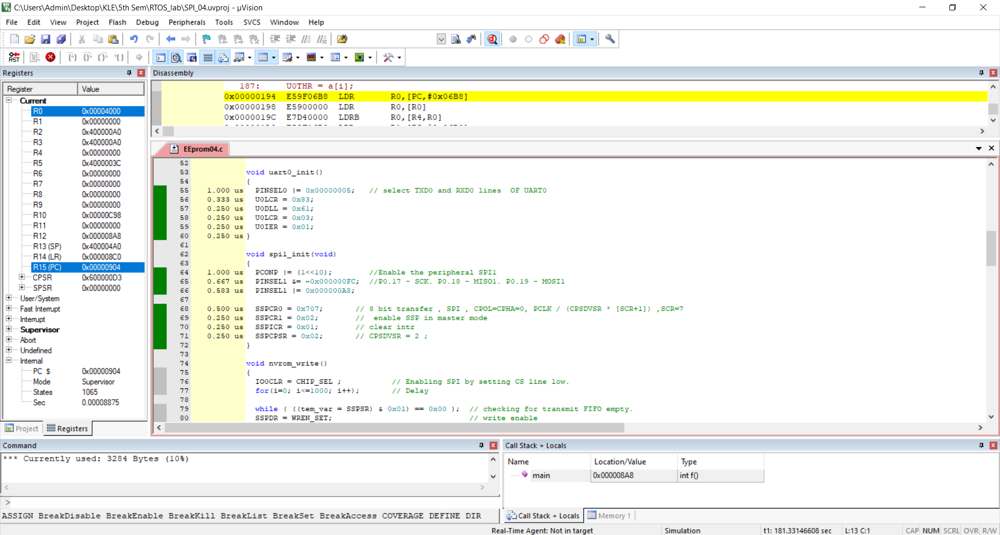 C:\Users\Admin\Desktop\KLE\5th Sem\RTOS_lab\SPI_04.uvproj - µVision
File Edit View Project Flash Debug Peripherals Tools SVCS Window Help
RST
Registers
Register Value
Current
R0 0x00004000
R1 0x00000000
R2 0x400000A0
R3 0x400000A0
R4 0x00000000
R5 0x4000003C
R6 0x00000000
R7 0x00000000
R8 0x00000000
R9 0x00000000
R10 0x00000C98
R11 0x00000000
R12 0x000008A8
R13 (SP) 0x400004A0
R14 (LR) 0x000008C0
R15 (PC) 0x00000904
CPSR 0x600000D3
SPSR 0x00000000
User/System
Fast Interrupt
Interrupt
Supervisor
Abort
Undefined
Internal
PC $ 0x00000904
Mode Supervisor
States 1065
Sec 0.00008875
Project Registers
Disassembly
187: U0THR = a[i];
0x00000194 E59F06B8 LDR R0,[PC,#0x06B8]
0x00000198 E5900000 LDR R0,[R0]
0x0000019C E7D40000 LDRB R0,[R4,R0]
EEprom04.c
52
53 void uart0_init()
54 {
55 1.000 us PINSEL0 |= 0x00000005; // select TXD0 and RXD0 lines OF UART0
56 0.333 us U0LCR = 0x83;
57 0.250 us U0DLL = 0x61;
58 0.250 us U0LCR = 0x03;
59 0.250 us U0IER = 0x01;
60 0.250 us }
61
62 void spi1_init(void)
63 {
64 1.000 us PCONP |= (1<<10); //Enable the peripheral SPI1
65 0.667 us PINSEL1 &= ~0x000000FC; //P0.17 - SCK. P0.18 - MISO1. P0.19 - MOSI1
66 0.583 us PINSEL1 |= 0x000000A8;
67
68 0.500 us SSPCR0 = 0x707; // 8 bit transfer , SPI , CPOL=CPHA=0, PCLK / (CPSDVSR * [SCR+1]) ,SCR=7
69 0.250 us SSPCR1 = 0x02; // enable SSP in master mode
70 0.250 us SSPICR = 0x01; // clear intr
71 0.250 us SSPCPSR = 0x02; // CPSDVSR = 2 ;
72 }
73
74 void nvrom_write()
75 {
76 IO0CLR = CHIP_SEL ; // Enabling SPI by setting CS line low.
77 for(i=0; i<=1000; i++); // Delay
78
79 while ( ((tem_var = SSPSR) & 0x01) == 0x00 ); // checking for transmit FIFO empty.
80 SSPDR = WREN_SET; // write enable
Command
*** Currently used: 3284 Bytes (10%)
>
ASSIGN BreakDisable BreakEnable BreakKill BreakList BreakSet BreakAccess COVERAGE DEFINE DIR
Call Stack + Locals
Name Location/Value Type
main 0x000008A8 int f()
Call Stack + Locals Memory 1
Real-Time Agent: Not in target Simulation t1: 181.33146608 sec L:13 C:1 CAP NUM SCRL OVR R/W